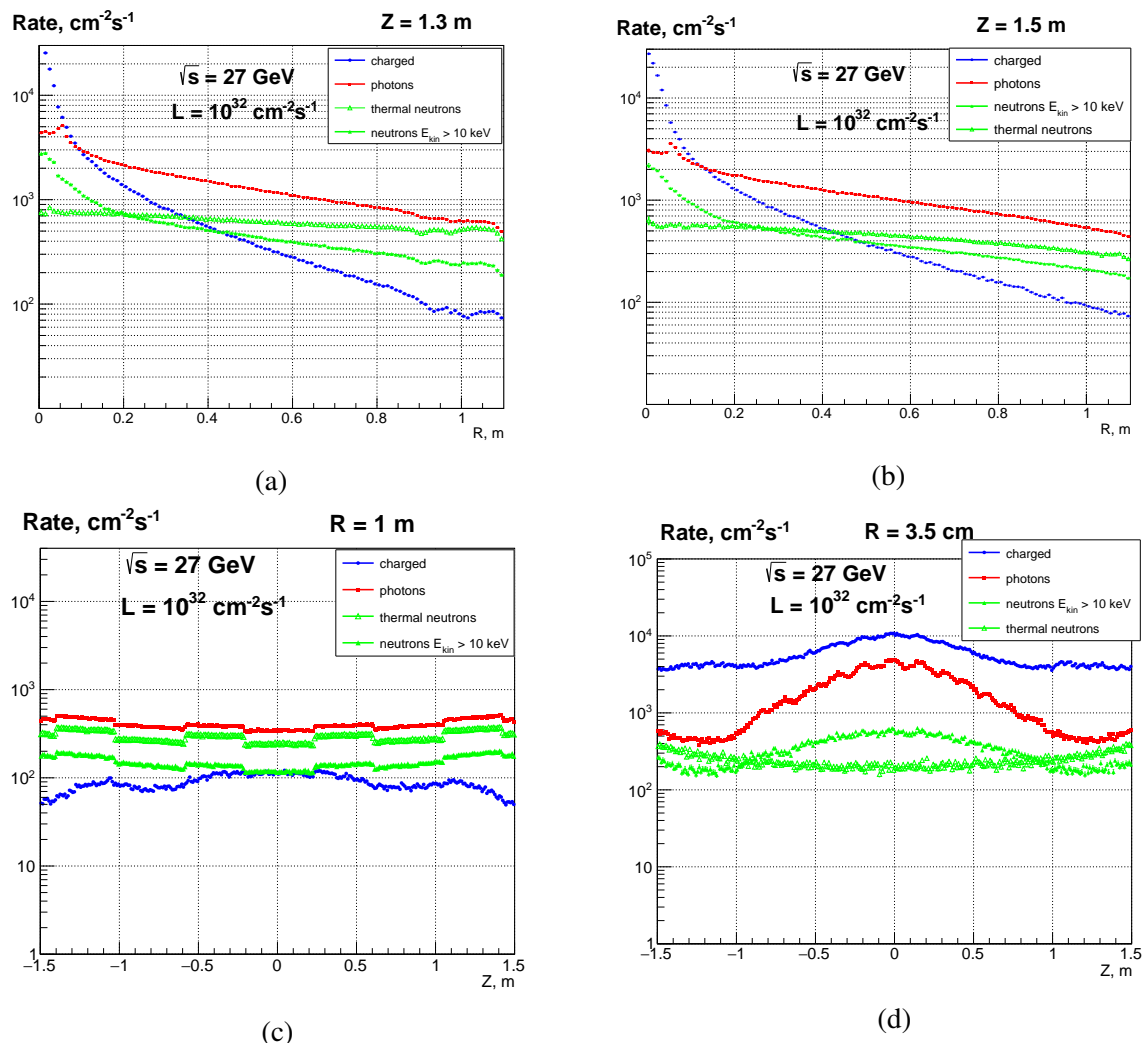 Rate, cm⁻²s⁻¹ Z = 1.3 m
√s = 27 GeV
L = 10³² cm⁻²s⁻¹
charged
photons
thermal neutrons
neutrons E_kin > 10 keV
10⁴
10³
10²
0 0.2 0.4 0.6 0.8 1
R, m
(a)
Rate, cm⁻²s⁻¹ Z = 1.5 m
√s = 27 GeV
L = 10³² cm⁻²s⁻¹
charged
photons
neutrons E_kin > 10 keV
thermal neutrons
10⁴
10³
10²
0 0.2 0.4 0.6 0.8 1
R, m
(b)
Rate, cm⁻²s⁻¹ R = 1 m
√s = 27 GeV
L = 10³² cm⁻²s⁻¹
charged
photons
thermal neutrons
neutrons E_kin > 10 keV
10⁴
10³
10²
10
1
−1.5 −1 −0.5 0 0.5 1 1.5
Z, m
(c)
Rate, cm⁻²s⁻¹ R = 3.5 cm
√s = 27 GeV
L = 10³² cm⁻²s⁻¹
charged
photons
neutrons E_kin > 10 keV
thermal neutrons
10⁵
10⁴
10³
10²
10
1
−1.5 −1 −0.5 0 0.5 1 1.5
Z, m
(d)